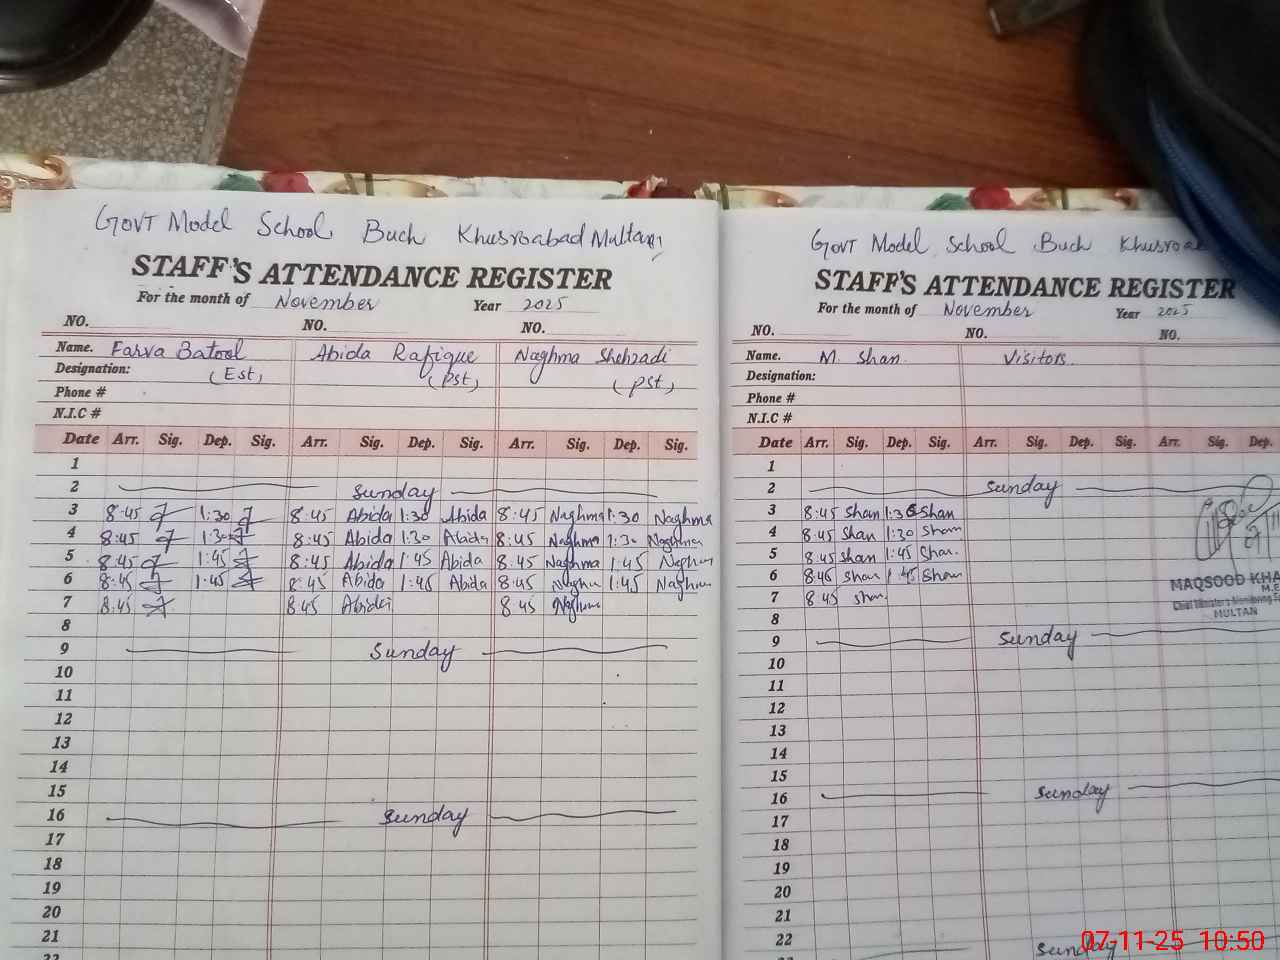 GOVT Model School Buch Khusroabad Multan
STAFF'S ATTENDANCE REGISTER
For the month of November Year 2025
NO. NO. NO.
Name. Farva Batool Abida Rafique Naghma Shehzadi
Designation: (Est) (Pst) (Pst)
Phone #
N.I.C #
Date Arr. Sig. Dep. Sig. Arr. Sig. Dep. Sig. Arr. Sig. Dep. Sig.
1
2 Sunday
3 8:45 1:30 8:45 Abida 1:30 Abida 8:45 Naghma 1:30 Naghma
4 8:45 1:30 8:45 Abida 1:30 Abida 8:45 Naghma 1:30 Naghma
5 8:45 1:45 8:45 Abida 1:45 Abida 8:45 Naghma 1:45 Naghma
6 8:45 1:45 8:45 Abida 1:45 Abida 8:45 Naghma 1:45 Naghma
7 8:45 8:45 Abida 8:45 Naghma
8
9 Sunday
10
11
12
13
14
15
16 Sunday
17
18
19
20
21
22
GOVT Model School Buch Khusroa
STAFF'S ATTENDANCE REGISTER
For the month of November Year 2025
NO. NO. NO.
Name. M. Shan. Visitors
Designation:
Phone #
N.I.C #
Date Arr. Sig. Dep. Sig. Arr. Sig. Dep. Sig. Arr. Sig. Dep.
1
2 Sunday
3 8:45 Shan 1:30 Shan
4 8:45 Shan 1:30 Shan
5 8:45 Shan 1:45 Shan.
6 8:45 Shan 1:45 Shan
7 8:45 Shan
MAQSOOD KHA
M.E
Chief Minister's Monitoring Fo
MULTAN
8
9 Sunday
10
11
12
13
14
15
16 Sunday
17
18
19
20
21
22
Sunday
07-11-25 10:50